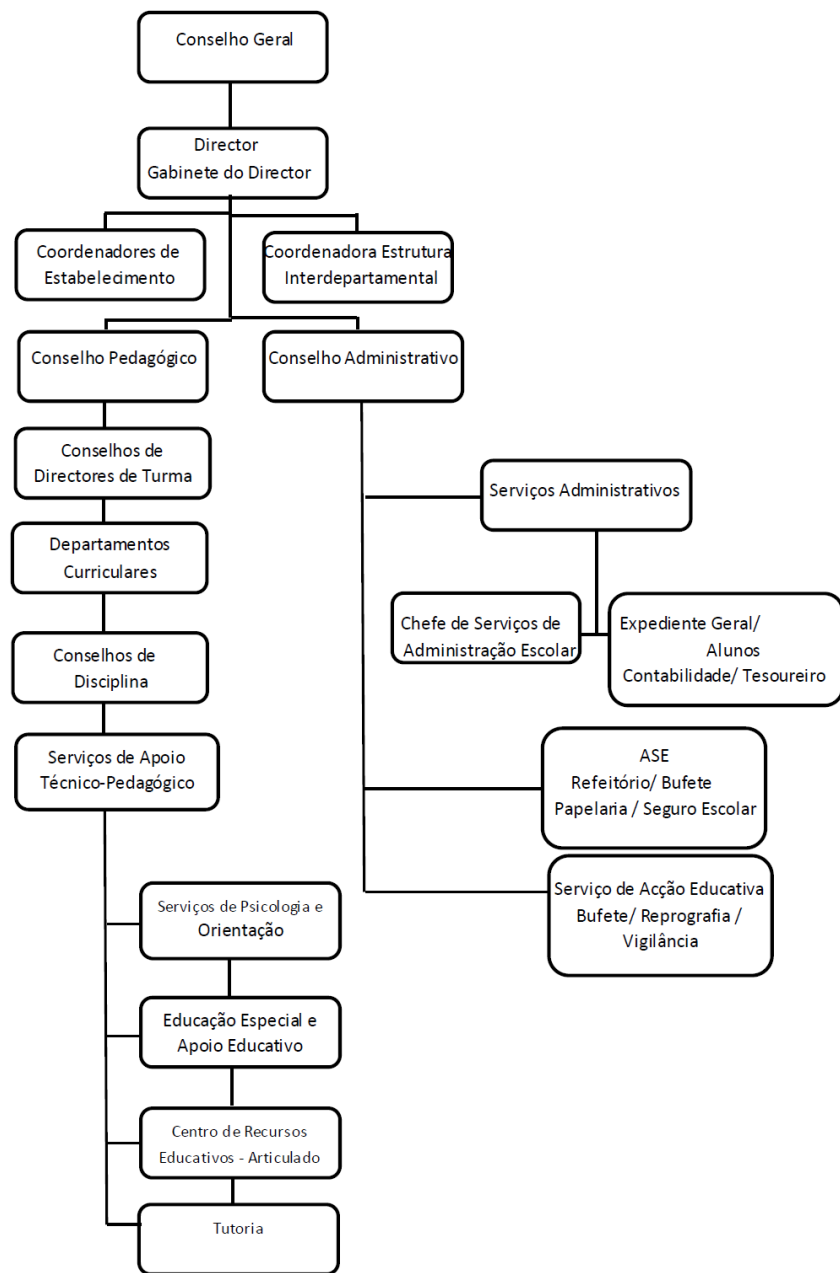 Conselho Geral
Director
Gabinete do Director
Coordenadores de
Estabelecimento
Coordenadora Estrutura
Interdepartamental
Conselho Pedagógico
Conselho Administrativo
Conselhos de
Directores de Turma
Departamentos
Curriculares
Conselhos de
Disciplina
Serviços de Apoio
Técnico-Pedagógico
Serviços de Psicologia e
Orientação
Educação Especial e
Apoio Educativo
Centro de Recursos
Educativos - Articulado
Tutoria
Serviços Administrativos
Chefe de Serviços de
Administração Escolar
Expediente Geral/
Alunos
Contabilidade/ Tesoureiro
ASE
Refeitório/ Bufete
Papelaria / Seguro Escolar
Serviço de Acção Educativa
Bufete/ Reprografia /
Vigilância